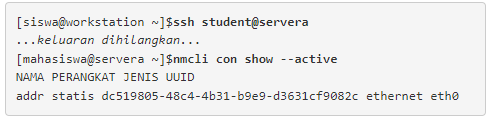 [siswa@workstation ~]$ssh student@servera
...keluaran dihilangkan...
[mahasiswa@servera ~]$nmcli con show --active
NAMA PERANGKAT JENIS UUID
addr statis dc519805-48c4-4b31-b9e9-d3631cf9082c ethernet eth0